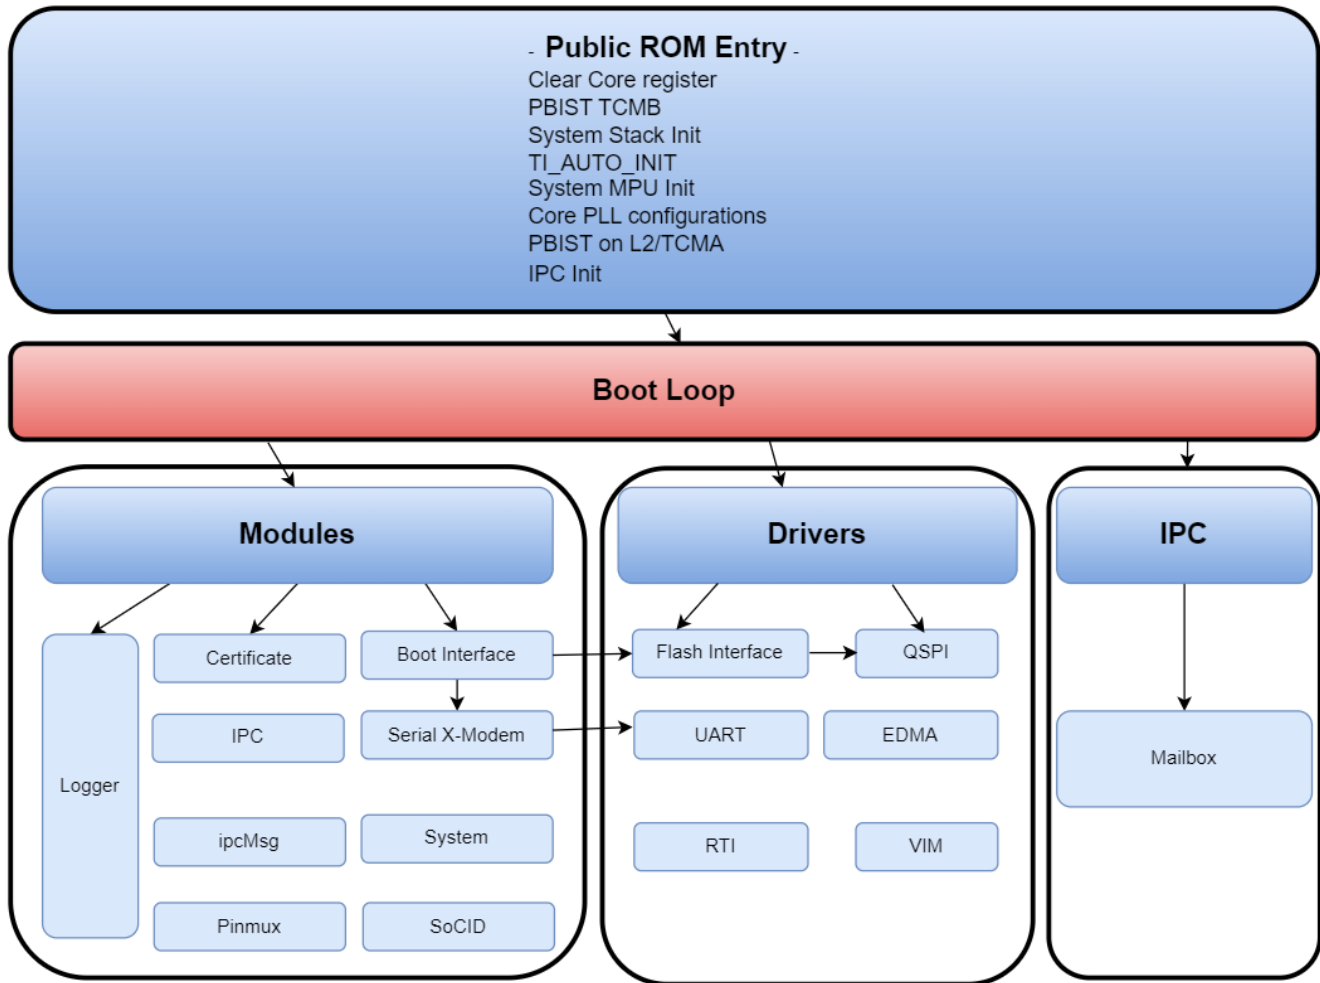 - Public ROM Entry -
Clear Core register
PBIST TCMB
System Stack Init
TI_AUTO_INIT
System MPU Init
Core PLL configurations
PBIST on L2/TCMA
IPC Init
Boot Loop
Modules
Drivers
IPC
Logger
Certificate
Boot Interface
IPC
Serial X-Modem
ipcMsg
System
Pinmux
SoCID
Flash Interface
QSPI
UART
EDMA
RTI
VIM
Mailbox